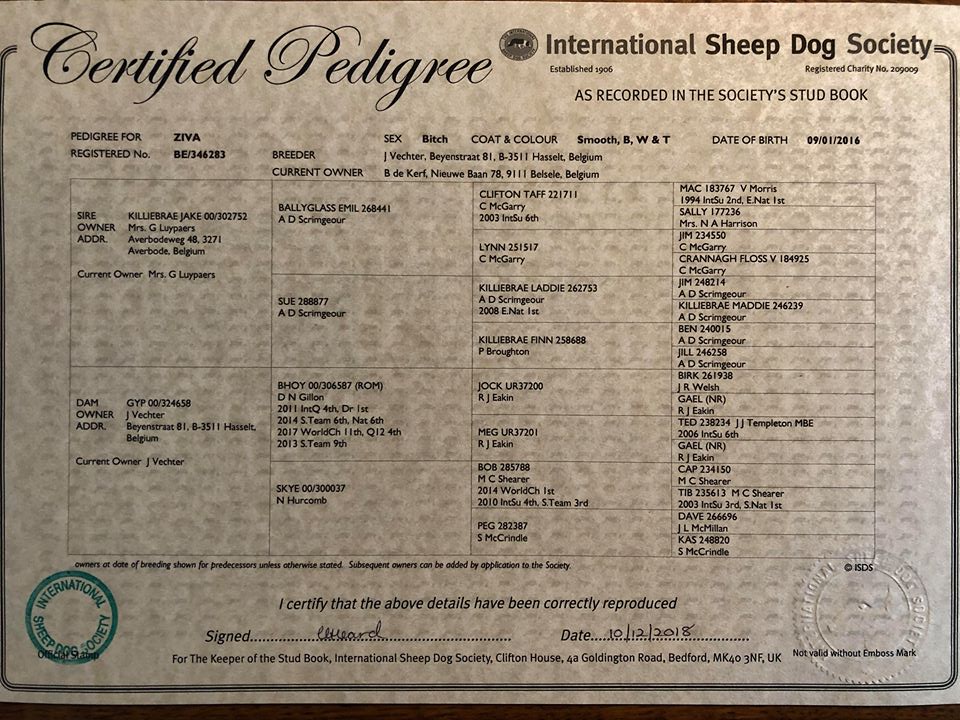 Certified Pedigree
International Sheep Dog Society
Established 1906 Registered Charity No. 209009
AS RECORDED IN THE SOCIETY'S STUD BOOK
PEDIGREE FOR ZIVA SEX Bitch COAT & COLOUR Smooth, B, W & T DATE OF BIRTH 09/01/2016
REGISTERED No. BE/346283 BREEDER J Vechter, Beyenstraat 81, B-3511 Hasselt, Belgium
CURRENT OWNER B de Kerf, Nieuwe Baan 78, 9111 Belsele, Belgium
SIRE KILLIEBRAE JAKE 00/302752
OWNER Mrs. G Luypaers
ADDR. Averbodeweg 48, 3271
Averbode, Belgium
Current Owner Mrs. G Luypaers
DAM GYP 00/324658
OWNER J Vechter
ADDR. Beyenstraat 81, B-3511 Hasselt,
Belgium
Current Owner J Vechter
BALLYGLASS EMIL 268441
A D Scrimgeour
SUE 288877
A D Scrimgeour
BHOY 00/306587 (ROM)
D N Gillon
2011 IntQ 4th, Dr 1st
2014 S.Team 6th, Nat 6th
2017 WorldCh 11th, Q12 4th
2013 S.Team 9th
SKYE 00/300037
N Hurcomb
CLIFTON TAFF 221711
C McGarry
2003 IntSu 6th
LYNN 251517
C McGarry
KILLIEBRAE LADDIE 262753
A D Scrimgeour
2008 E.Nat 1st
KILLIEBRAE FINN 258688
P Broughton
JOCK UR37200
R J Eakin
MEG UR37201
R J Eakin
BOB 285788
M C Shearer
2014 WorldCh 1st
2010 IntSu 4th, S.Team 3rd
PEG 282387
S McCrindle
MAC 183767 V Morris
1994 IntSu 2nd, E.Nat 1st
SALLY 177236
Mrs. N A Harrison
JIM 234550
C McGarry
CRANNAGH FLOSS V 184925
C McGarry
JIM 248214
A D Scrimgeour
KILLIEBRAE MADDIE 246239
A D Scrimgeour
BEN 240015
A D Scrimgeour
JILL 246258
A D Scrimgeour
BIRK 261938
J R Welsh
GAEL (NR)
R J Eakin
TED 238234 J J Templeton MBE
2006 IntSu 6th
GAEL (NR)
R J Eakin
CAP 234150
M C Shearer
TIB 235613 M C Shearer
2003 IntSu 3rd, S.Nat 1st
DAVE 266696
J L McMillan
KAS 248820
S McCrindle
owners at date of breeding shown for predecessors unless otherwise stated. Subsequent owners can be added by application to the Society. © ISDS
I certify that the above details have been correctly reproduced
Signed Date 10/12/2018
INTERNATIONAL SHEEP DOG SOCIETY
Official Stamp
For The Keeper of the Stud Book, International Sheep Dog Society, Clifton House, 4a Goldington Road, Bedford, MK40 3NF, UK
Not valid without Emboss Mark